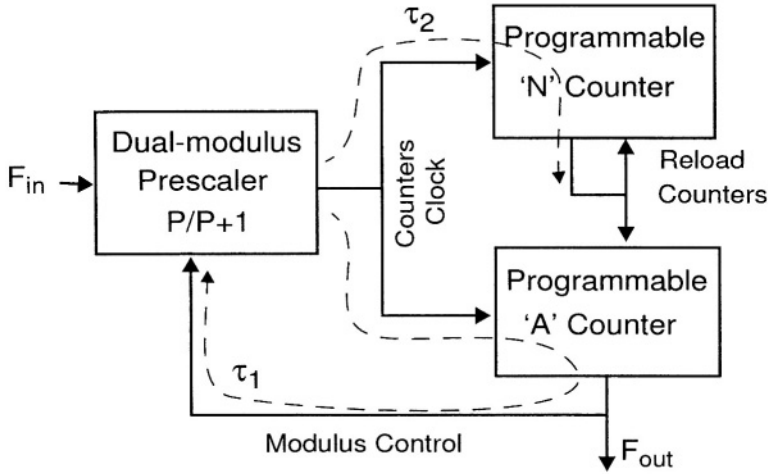 τ2
Programmable
'N' Counter
Dual-modulus
Prescaler
P/P+1
Fin
Counters
Clock
Reload
Counters
Programmable
'A' Counter
τ1
Modulus Control
Fout